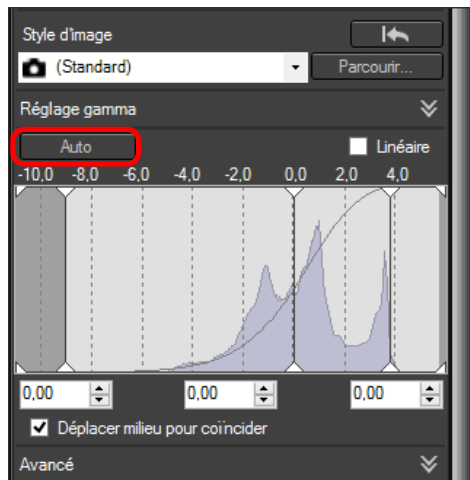 Style d'image
(Standard) Parcourir...
Réglage gamma
Auto Linéaire
-10,0 -8,0 -6,0 -4,0 -2,0 0,0 2,0 4,0
0,00 0,00 0,00
Déplacer milieu pour coïncider
Avancé